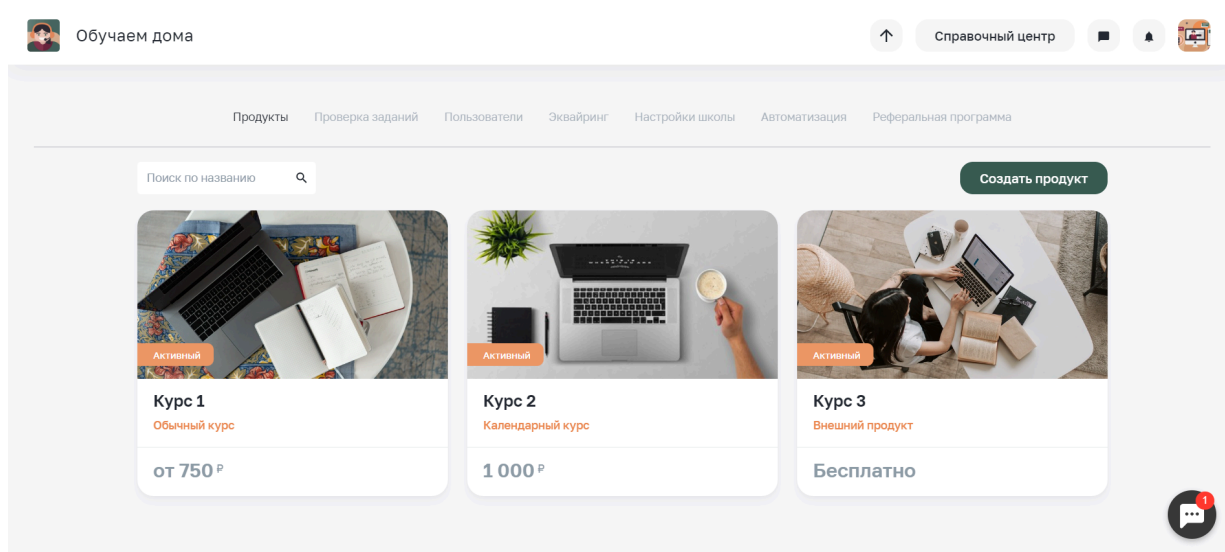 Обучаем дома
Справочный центр
Продукты Проверка заданий Пользователи Эквайринг Настройки школы Автоматизация Реферальная программа
Поиск по названию
Создать продукт
Активный Активный Активный
Курс 1 Курс 2 Курс 3
Обычный курс Календарный курс Внешний продукт
от 750 ₽ 1 000 ₽ Бесплатно
1